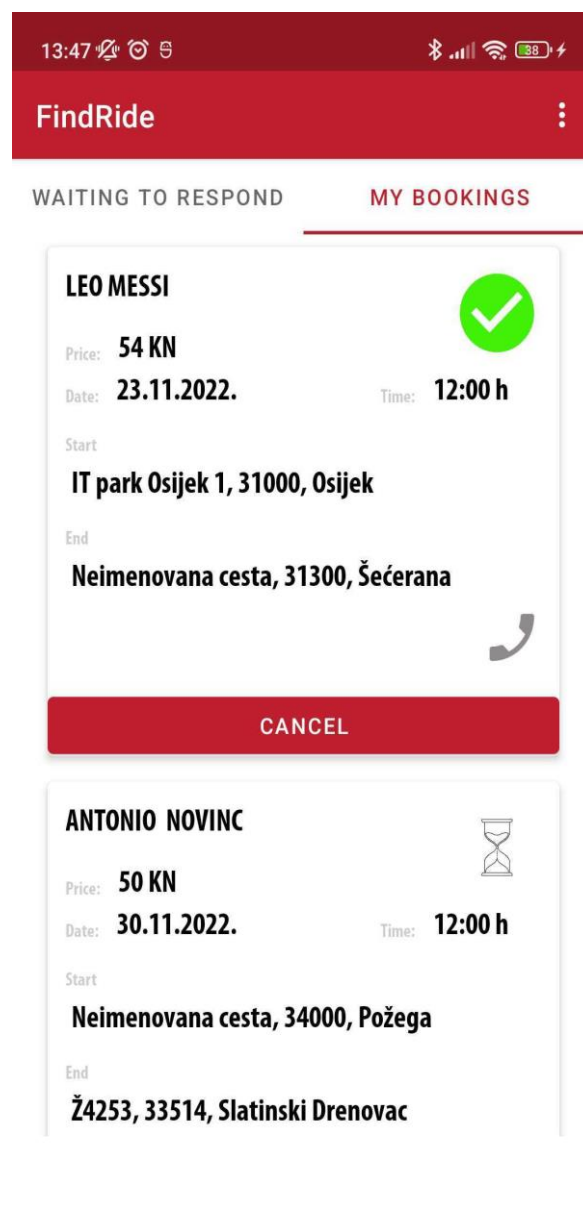 13:47
38
FindRide
WAITING TO RESPOND MY BOOKINGS
LEO MESSI
Price: 54 KN
Date: 23.11.2022. Time: 12:00 h
Start
IT park Osijek 1, 31000, Osijek
End
Neimenovana cesta, 31300, Šećerana
CANCEL
ANTONIO NOVINC
Price: 50 KN
Date: 30.11.2022. Time: 12:00 h
Start
Neimenovana cesta, 34000, Požega
End
Ž4253, 33514, Slatinski Drenovac